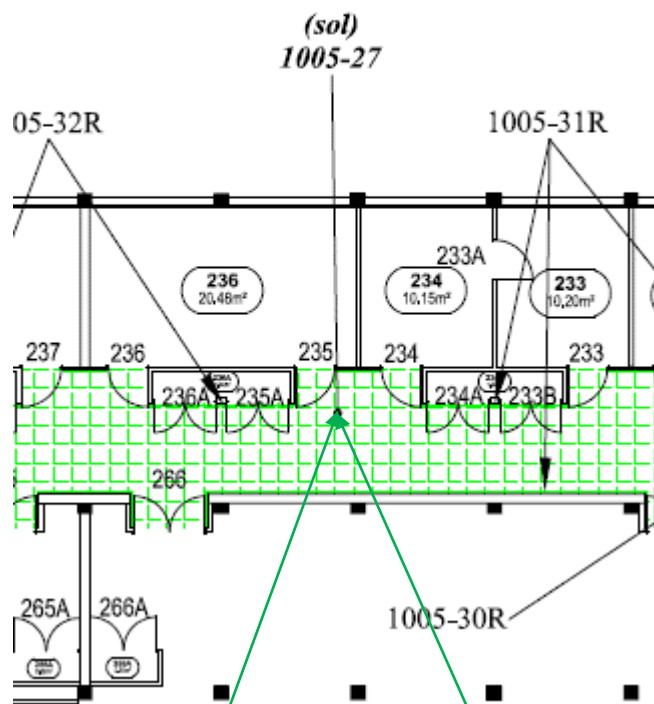 (sol)
1005-27
05-32R
1005-31R
233A
236
20.48m²
234
10.15m²
233
10.20m²
237
236
235
234
233
236A
235A
234A
233B
266
265A
266A
1005-30R